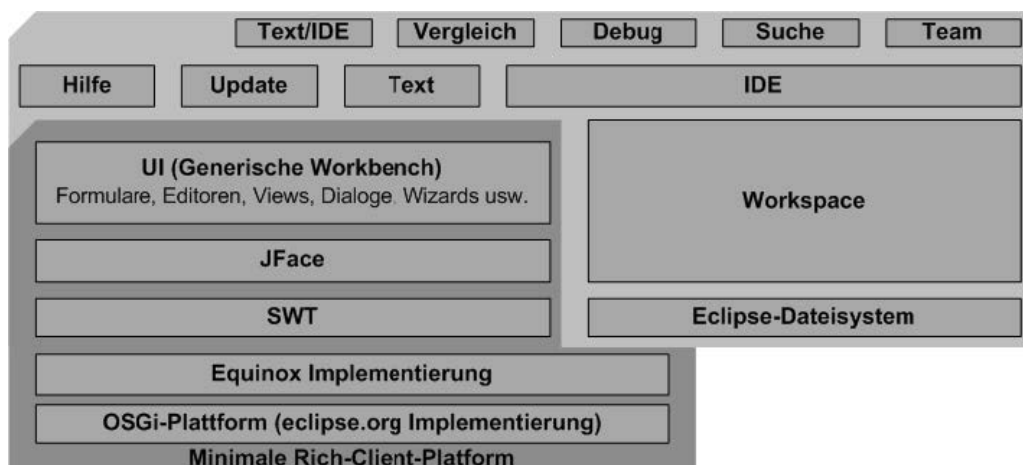 Text/IDE Vergleich Debug Suche Team
Hilfe Update Text IDE
UI (Generische Workbench)
Formulare, Editoren, Views, Dialoge, Wizards usw.
Workspace
JFace
SWT
Eclipse-Dateisystem
Equinox Implementierung
OSGi-Plattform (eclipse.org Implementierung)
Minimale Rich-Client-Platform